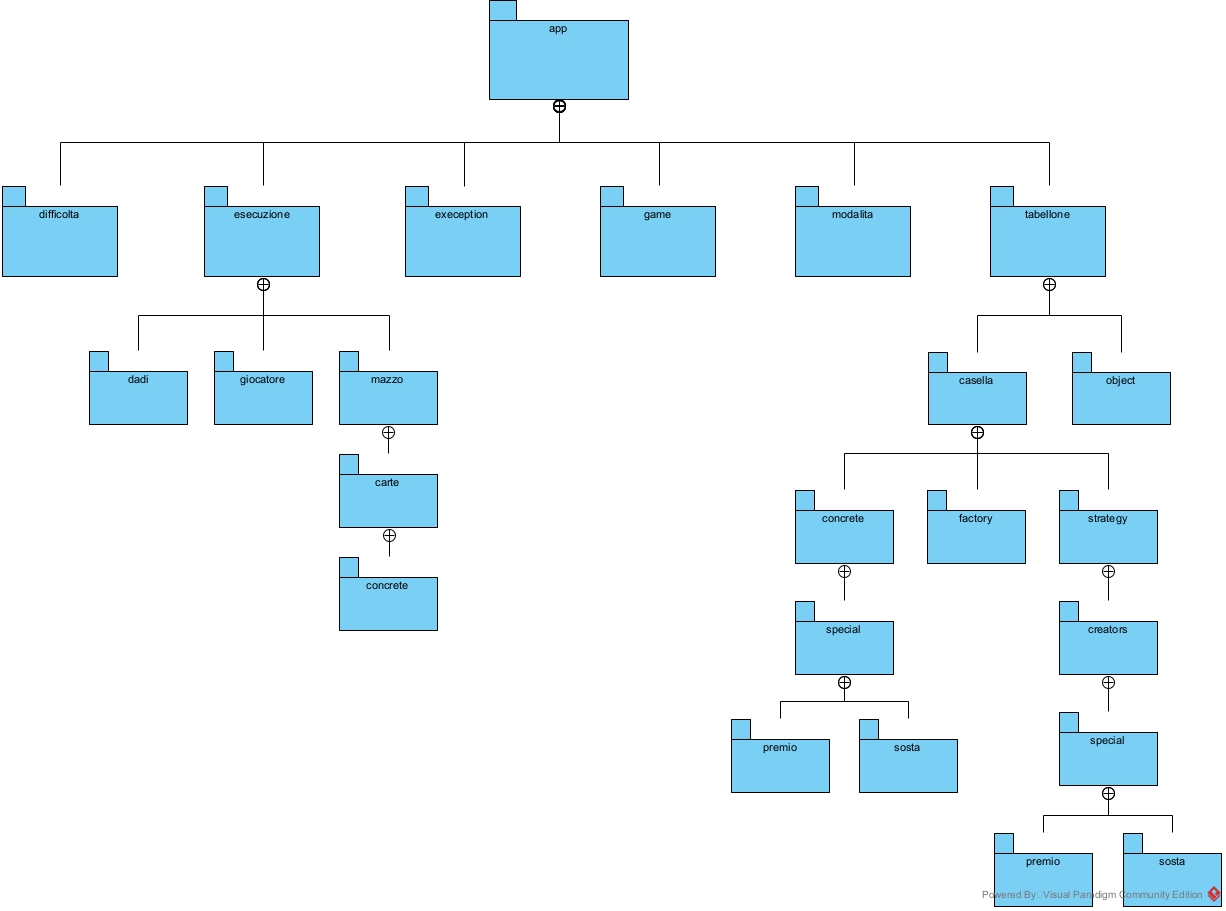 app
difficolta
esecuzione
exeception
game
modalita
tabellone
dadi
giocatore
mazzo
casella
object
carte
concrete
factory
strategy
concrete
special
creators
premio
sosta
special
premio
sosta
Powered By Visual Paradigm Community Edition